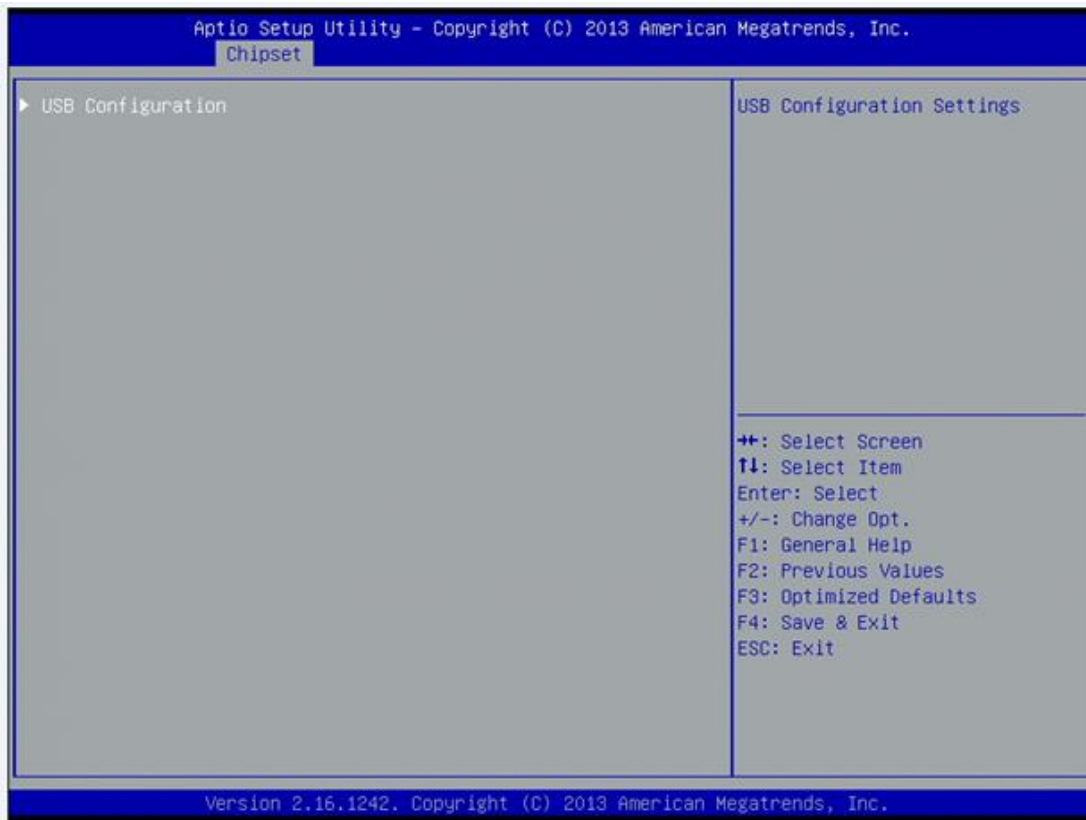 Aptio Setup Utility – Copyright (C) 2013 American Megatrends, Inc.
Chipset
► USB Configuration
USB Configuration Settings
→←: Select Screen
↑↓: Select Item
Enter: Select
+/-: Change Opt.
F1: General Help
F2: Previous Values
F3: Optimized Defaults
F4: Save & Exit
ESC: Exit
Version 2.16.1242. Copyright (C) 2013 American Megatrends, Inc.